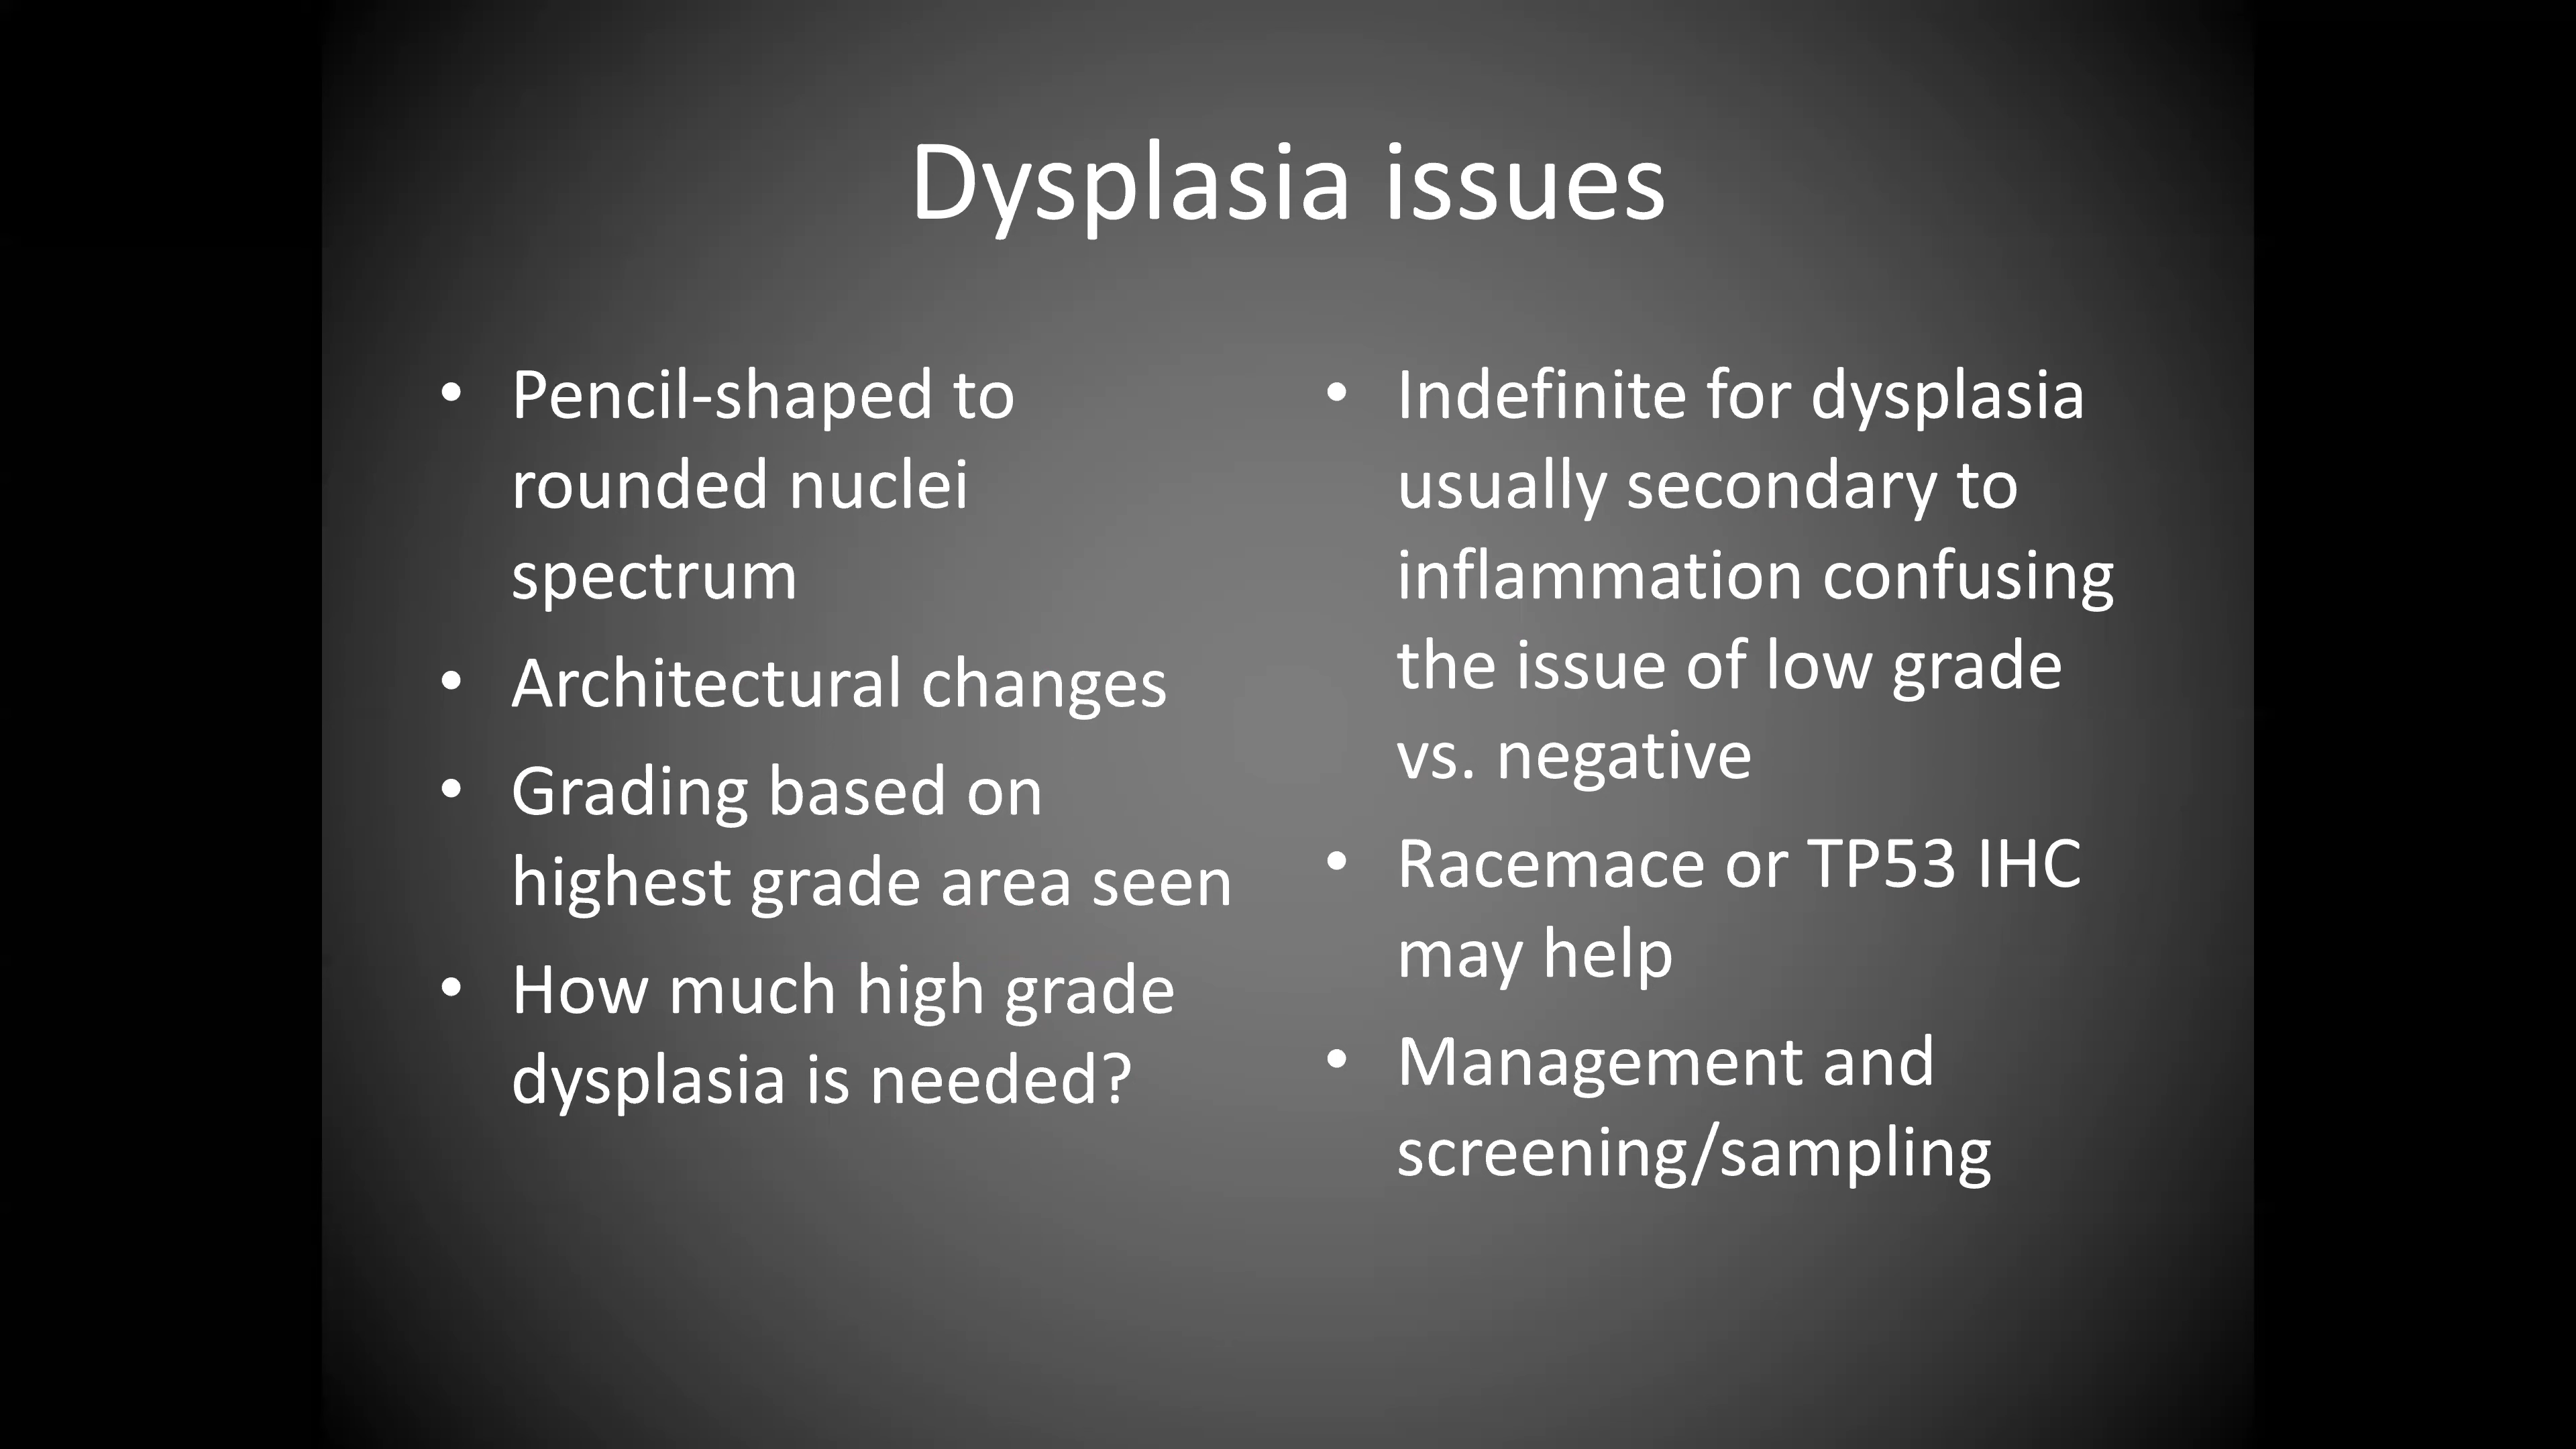 Dysplasia issues
• Pencil-shaped to
rounded nuclei
spectrum
• Architectural changes
• Grading based on
highest grade area seen
• How much high grade
dysplasia is needed?
• Indefinite for dysplasia
usually secondary to
inflammation confusing
the issue of low grade
vs. negative
• Racemace or TP53 IHC
may help
• Management and
screening/sampling